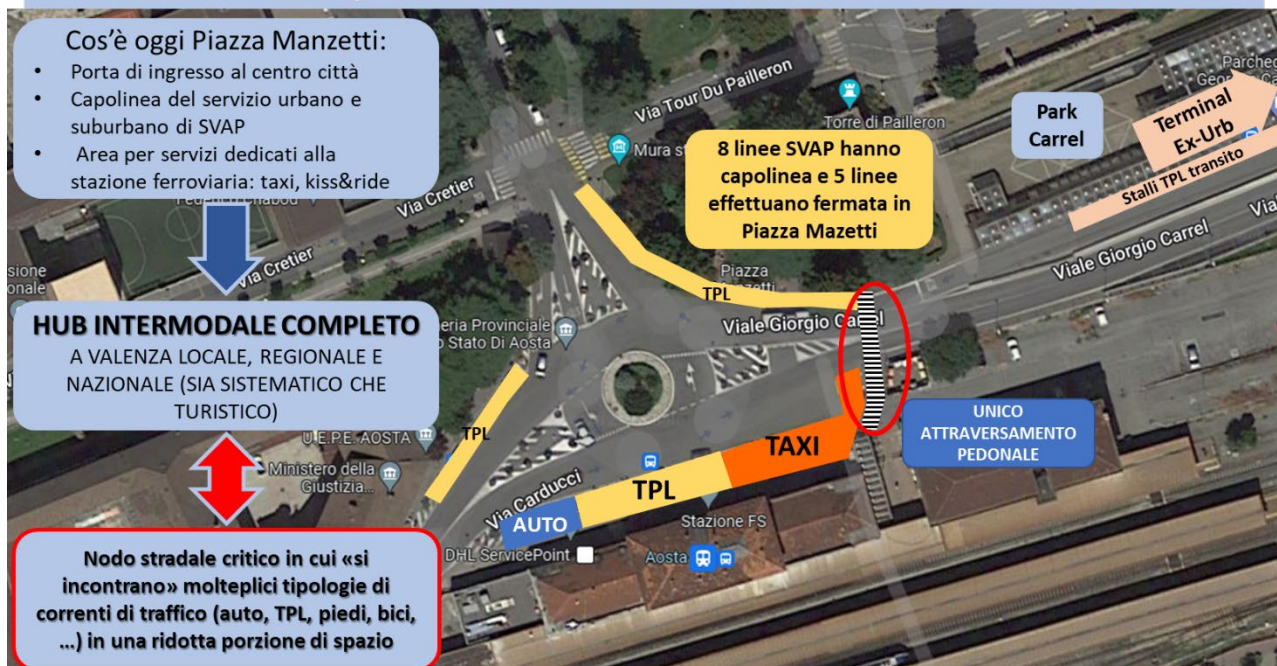 Cos'è oggi Piazza Manzetti:
• Porta di ingresso al centro città
• Capolinea del servizio urbano e
suburbano di SVAP
• Area per servizi dedicati alla
stazione ferroviaria: taxi, kiss&ride
HUB INTERMODALE COMPLETO
A VALENZA LOCALE, REGIONALE E
NAZIONALE (SIA SISTEMATICO CHE
TURISTICO)
Nodo stradale critico in cui «si
incontrano» molteplici tipologie di
correnti di traffico (auto, TPL, piedi, bici,
...) in una ridotta porzione di spazio
Via Tour Du Pailleron
Torre di Pailleron
Mura
8 linee SVAP hanno
capolinea e 5 linee
effettuano fermata in
Piazza Mazetti
Park
Carrel
Terminal
Ex-Urb
Stalli TPL transito
Viale Giorgio Carrel
Via Cretier
Via Cretier
Piazza
TPL
Viale Giorgio Carrel
Provinciale
Stato Di Aosta
TPL
U.E.P.E. AOSTA
Ministero della
Giustizia...
Via Carducci
AUTO
TPL
TAXI
UNICO
ATTRAVERSAMENTO
PEDONALE
Stazione FS
DHL ServicePoint
Aosta